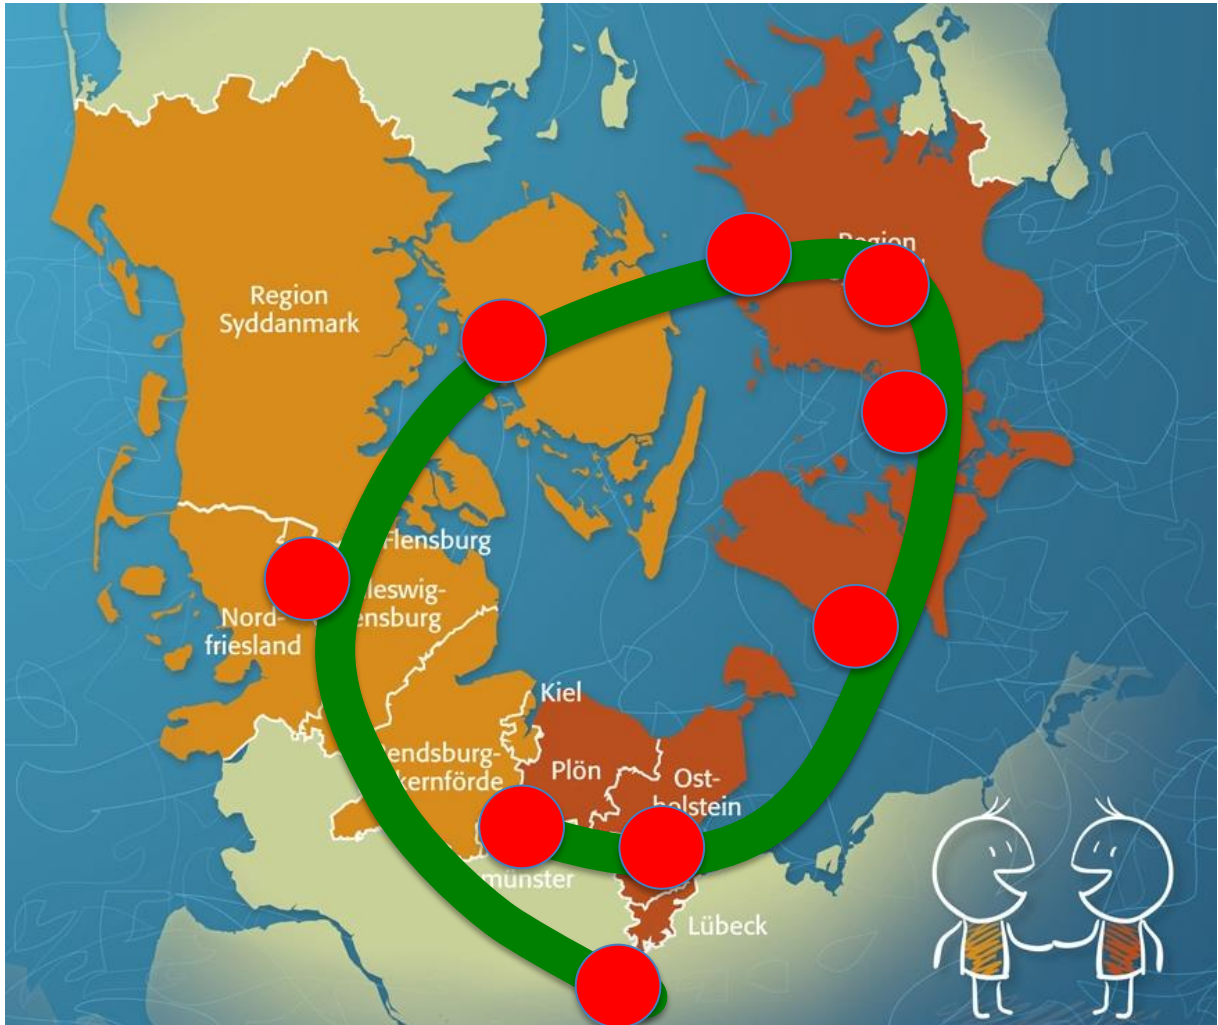 Region
Region
Syddanmark
Flensburg
leswig-
ensburg
Nord-
friesland
Kiel
endsburg-
kernförde
Plön
Ost-
holstein
münster
Lübeck